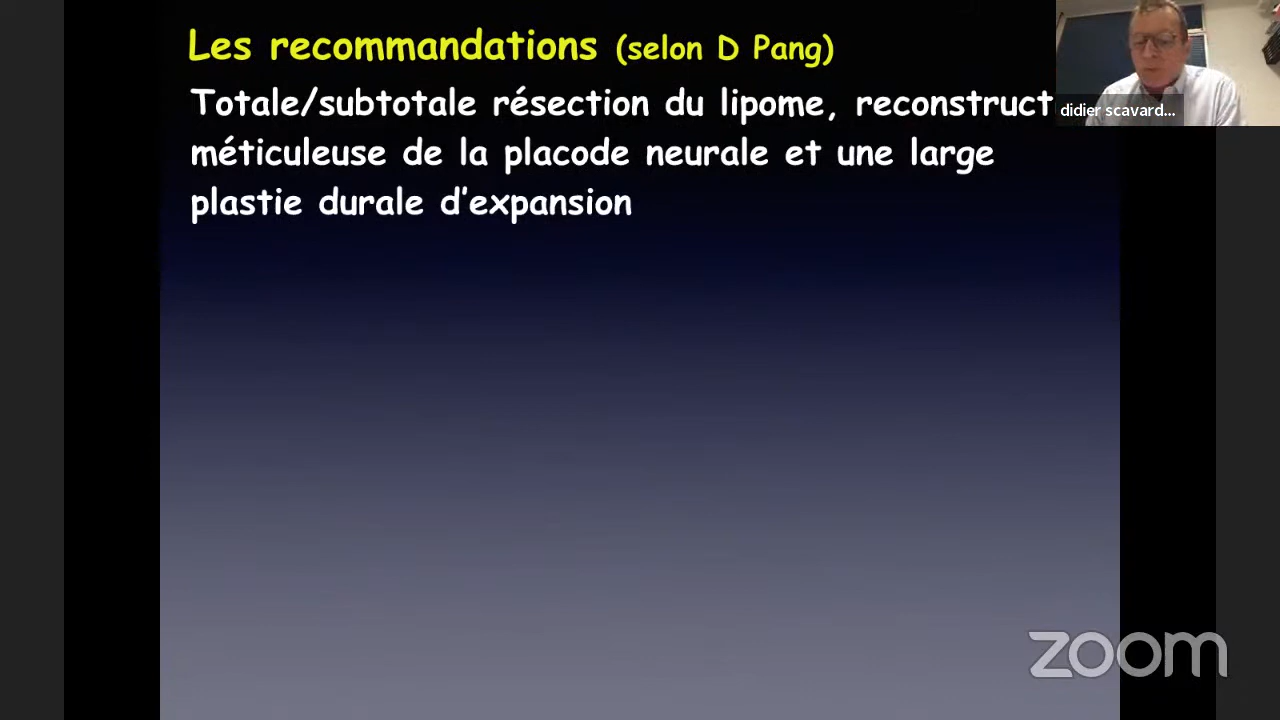 Les recommandations (selon D Pang)
Totale/subtotale résection du lipome, reconstruct
méticuleuse de la placode neurale et une large
plastie durale d'expansion
didier scavard...
zoom